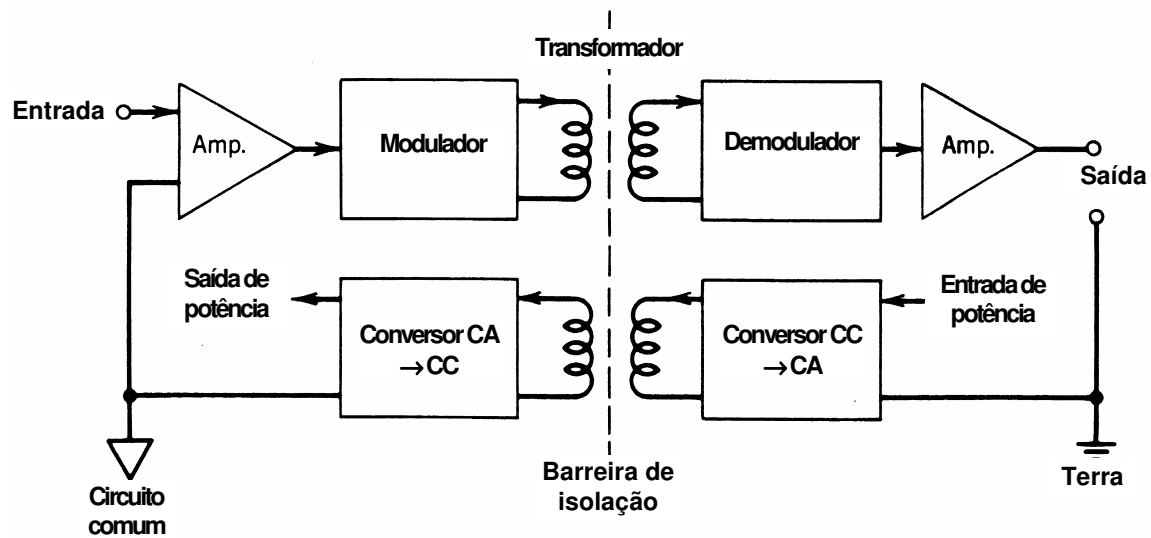 Transformador
Entrada
Amp.
Modulador
Demodulador
Amp.
Saída
Saída de
potência
Conversor CA
→CC
Conversor CC
→CA
Entrada de
potência
Circuito
comum
Barreira de
isolação
Terra